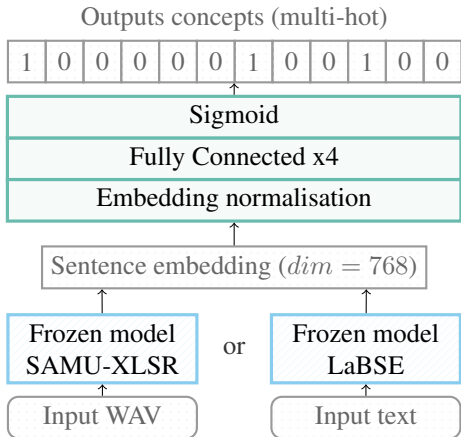 Outputs concepts (multi-hot)
1 0 0 0 0 0 1 0 0 1 0 0
Sigmoid
Fully Connected x4
Embedding normalisation
Sentence embedding (dim = 768)
Frozen model
SAMU-XLSR
or
Frozen model
LaBSE
Input WAV
Input text